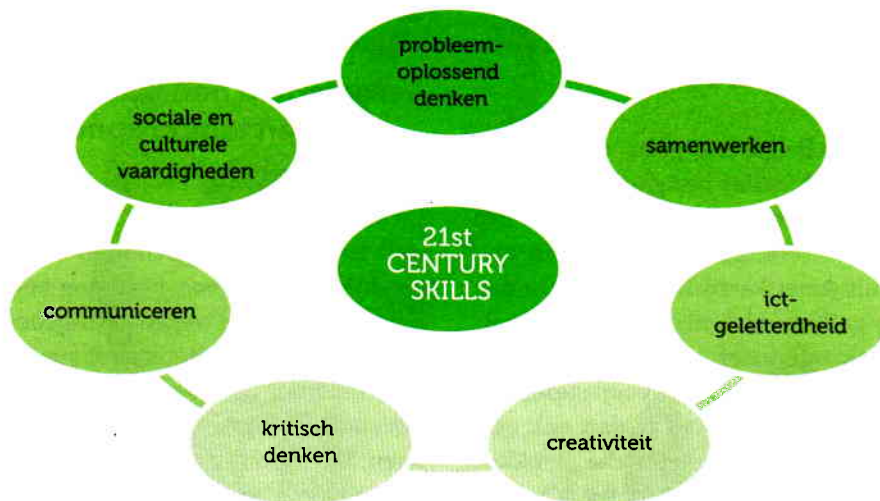 probleem-
oplossend
denken
sociale en
culturele
vaardigheden
samenwerken
21st
CENTURY
SKILLS
communiceren
ict-
geletterdheid
kritisch
denken
creativiteit